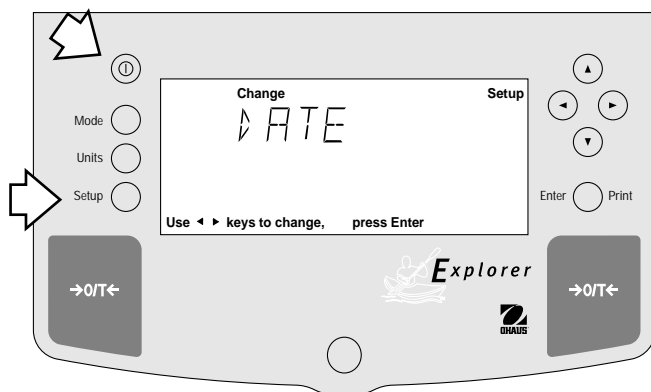 Change Setup
DATE
Use ◄ ► keys to change, press Enter
Mode
Units
Setup
Enter Print
→0/T←
Explorer
OHAUS
→0/T←